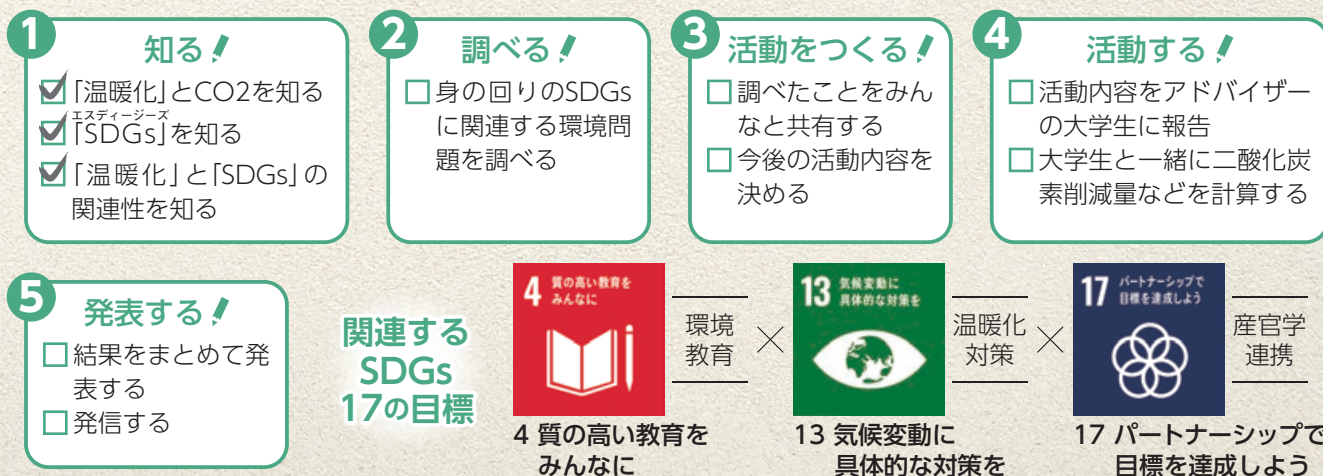 1
知る
「温暖化」とCO2を知る
エスディージーズ
「SDGs」を知る
「温暖化」と「SDGs」の
関連性を知る
2
調べる
身の回りのSDGs
に関連する環境問
題を調べる
3
活動をつくる
調べたことをみん
なと共有する
今後の活動内容を
決める
4
活動する
活動内容をアドバイザー
の大学生に報告
大学生と一緒に二酸化炭
素削減量などを計算する
5
発表する
結果をまとめて発
表する
発信する
関連する
SDGs
17の目標
4 質の高い教育を
みんなに
環境
教育
×
13 気候変動に
具体的な対策を
温暖化
対策
×
17 パートナーシップで
目標を達成しよう
産官学
連携
4 質の高い教育を
みんなに
13 気候変動に
具体的な対策を
17 パートナーシップで
目標を達成しよう